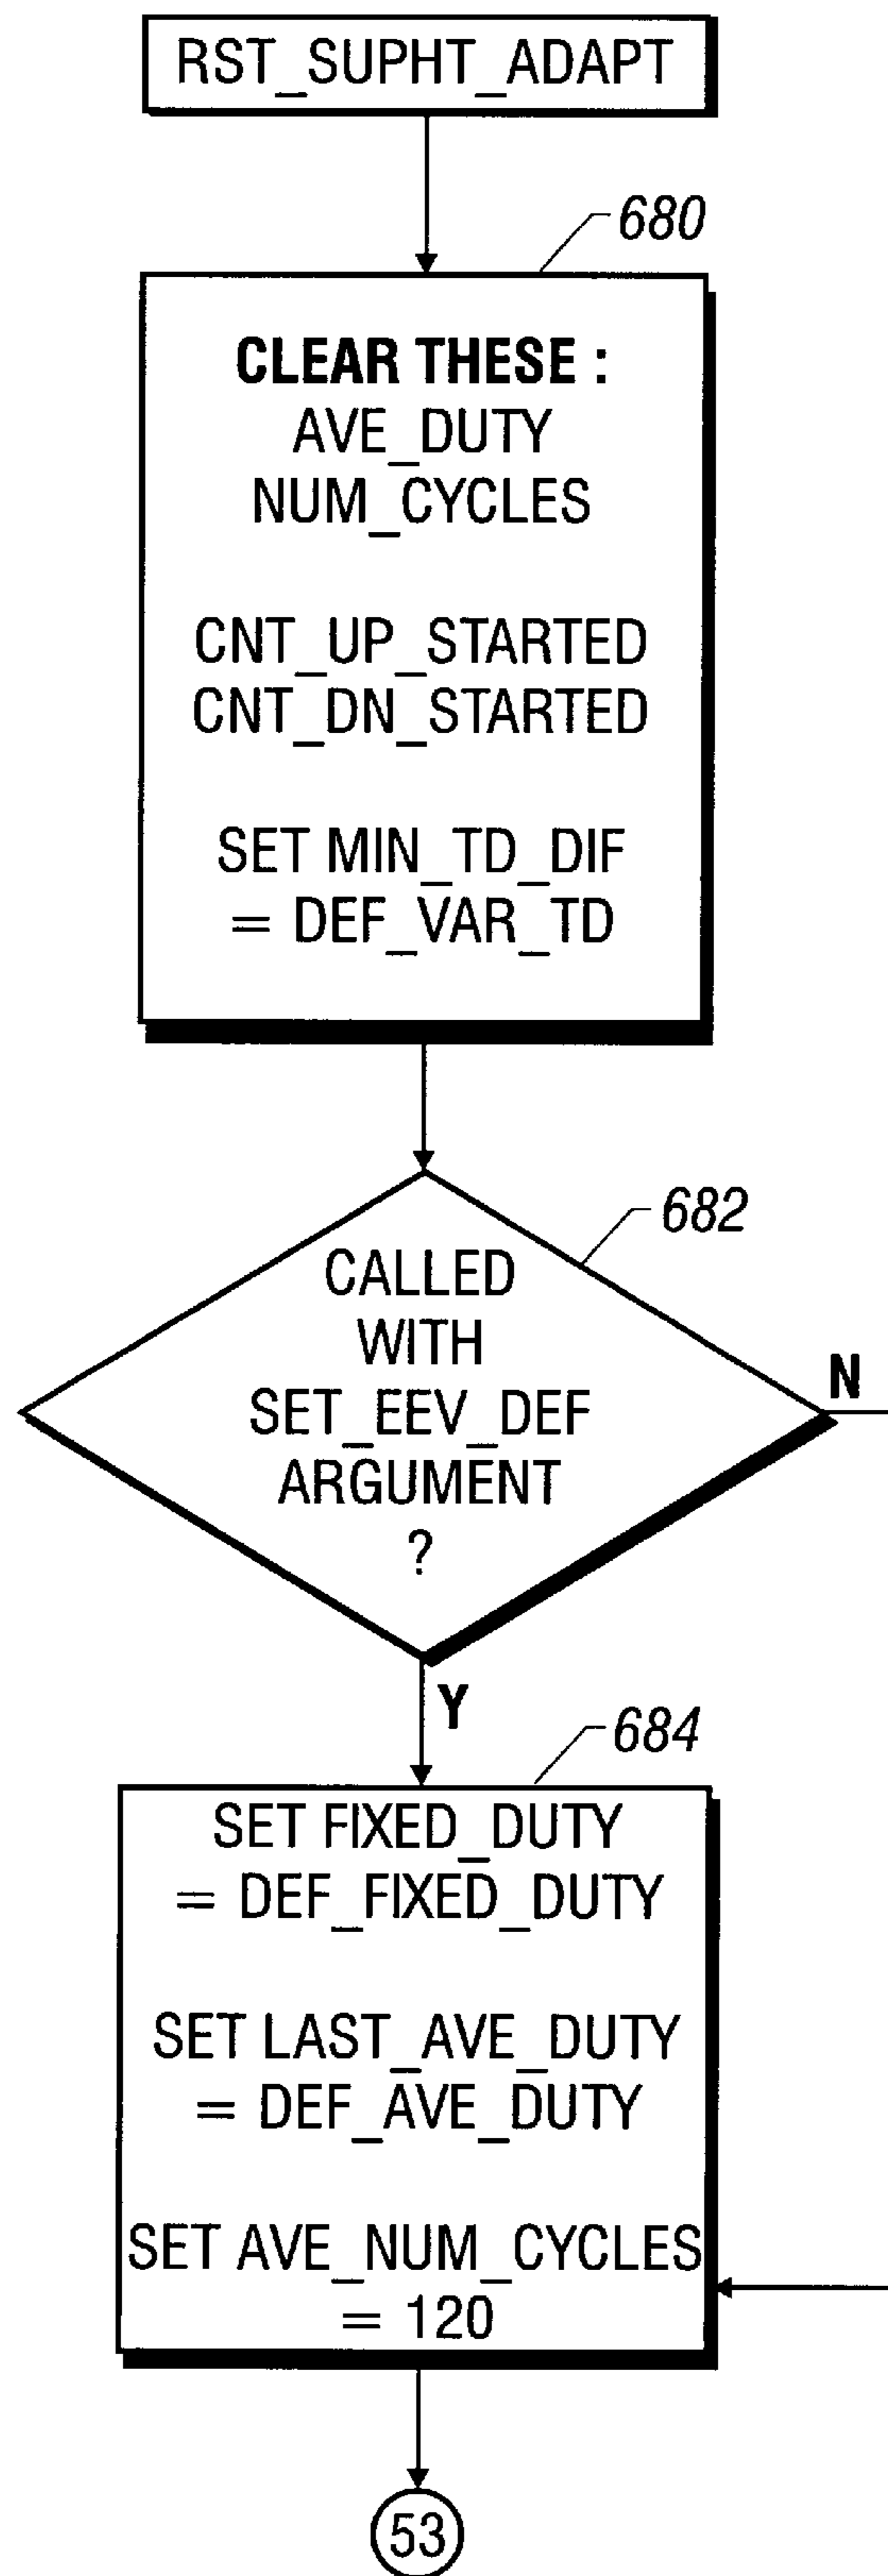 RST_SUPHT_ADAPT
680
CLEAR THESE :
AVE_DUTY
NUM_CYCLES
CNT_UP_STARTED
CNT_DN_STARTED
SET MIN_TD_DIF
= DEF_VAR_TD
682
CALLED
WITH
SET_EEV_DEF
ARGUMENT
?
N
Y
684
SET FIXED_DUTY
= DEF_FIXED_DUTY
SET LAST_AVE_DUTY
= DEF_AVE_DUTY
SET AVE_NUM_CYCLES
= 120
53